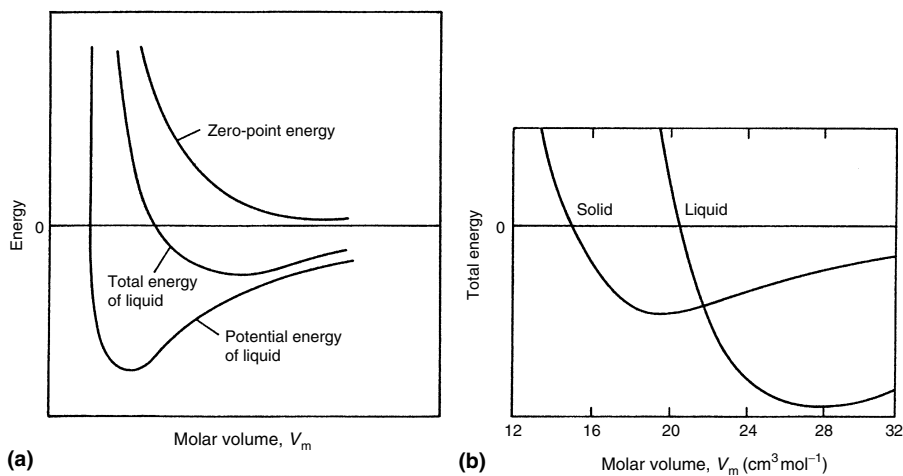 Zero-point energy
Energy
0
Total energy
of liquid
Potential energy
of liquid
Molar volume, Vm
(a)
Solid
Liquid
Total energy
0
12
16
20
24
28
32
Molar volume, Vm (cm³ mol⁻¹)
(b)